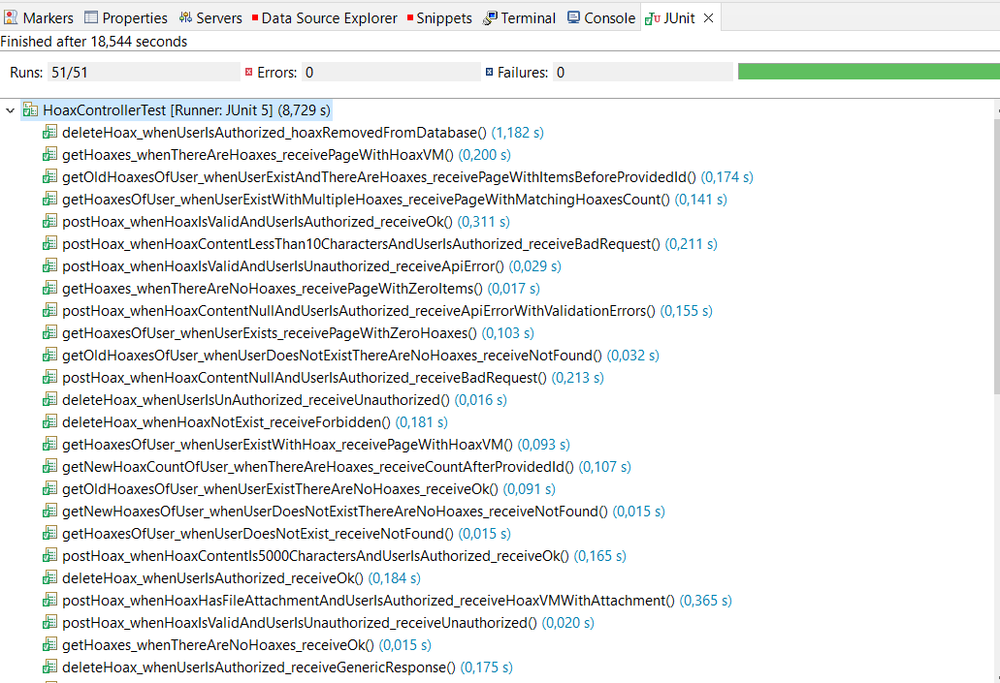 Markers Properties Servers Data Source Explorer Snippets Terminal Console JUnit
Finished after 18,544 seconds
Runs: 51/51 Errors: 0 Failures: 0
HoaxControllerTest [Runner: JUnit 5] (8,729 s)
deleteHoax_whenUserIsAuthorized_hoaxRemovedFromDatabase() (1,182 s)
getHoaxes_whenThereAreHoaxes_receivePageWithHoaxVM() (0,200 s)
getOldHoaxesOfUser_whenUserExistAndThereAreHoaxes_receivePageWithItemsBeforeProvidedId() (0,174 s)
getHoaxesOfUser_whenUserExistWithMultipleHoaxes_receivePageWithMatchingHoaxesCount() (0,141 s)
postHoax_whenHoaxIsValidAndUserIsAuthorized_receiveOk() (0,311 s)
postHoax_whenHoaxContentLessThan10CharactersAndUserIsAuthorized_receiveBadRequest() (0,211 s)
postHoax_whenHoaxIsValidAndUserIsUnauthorized_receiveApiError() (0,029 s)
getHoaxes_whenThereAreNoHoaxes_receivePageWithZeroItems() (0,017 s)
postHoax_whenHoaxContentNullAndUserIsAuthorized_receiveApiErrorWithValidationErrors() (0,155 s)
getHoaxesOfUser_whenUserExists_receivePageWithZeroHoaxes() (0,103 s)
getOldHoaxesOfUser_whenUserDoesNotExistThereAreNoHoaxes_receiveNotFound() (0,032 s)
postHoax_whenHoaxContentNullAndUserIsAuthorized_receiveBadRequest() (0,213 s)
deleteHoax_whenUserIsUnAuthorized_receiveUnauthorized() (0,016 s)
deleteHoax_whenHoaxNotExist_receiveForbidden() (0,181 s)
getHoaxesOfUser_whenUserExistWithHoax_receivePageWithHoaxVM() (0,093 s)
getNewHoaxCountOfUser_whenThereAreHoaxes_receiveCountAfterProvidedId() (0,107 s)
getOldHoaxesOfUser_whenUserExistThereAreNoHoaxes_receiveOk() (0,091 s)
getNewHoaxesOfUser_whenUserDoesNotExistThereAreNoHoaxes_receiveNotFound() (0,015 s)
getHoaxesOfUser_whenUserDoesNotExist_receiveNotFound() (0,015 s)
postHoax_whenHoaxContentIs5000CharactersAndUserIsAuthorized_receiveOk() (0,165 s)
deleteHoax_whenUserIsAuthorized_receiveOk() (0,184 s)
postHoax_whenHoaxHasFileAttachmentAndUserIsAuthorized_receiveHoaxVMWithAttachment() (0,365 s)
postHoax_whenHoaxIsValidAndUserIsUnauthorized_receiveUnauthorized() (0,020 s)
getHoaxes_whenThereAreNoHoaxes_receiveOk() (0,015 s)
deleteHoax_whenUserIsAuthorized_receiveGenericResponse() (0,175 s)